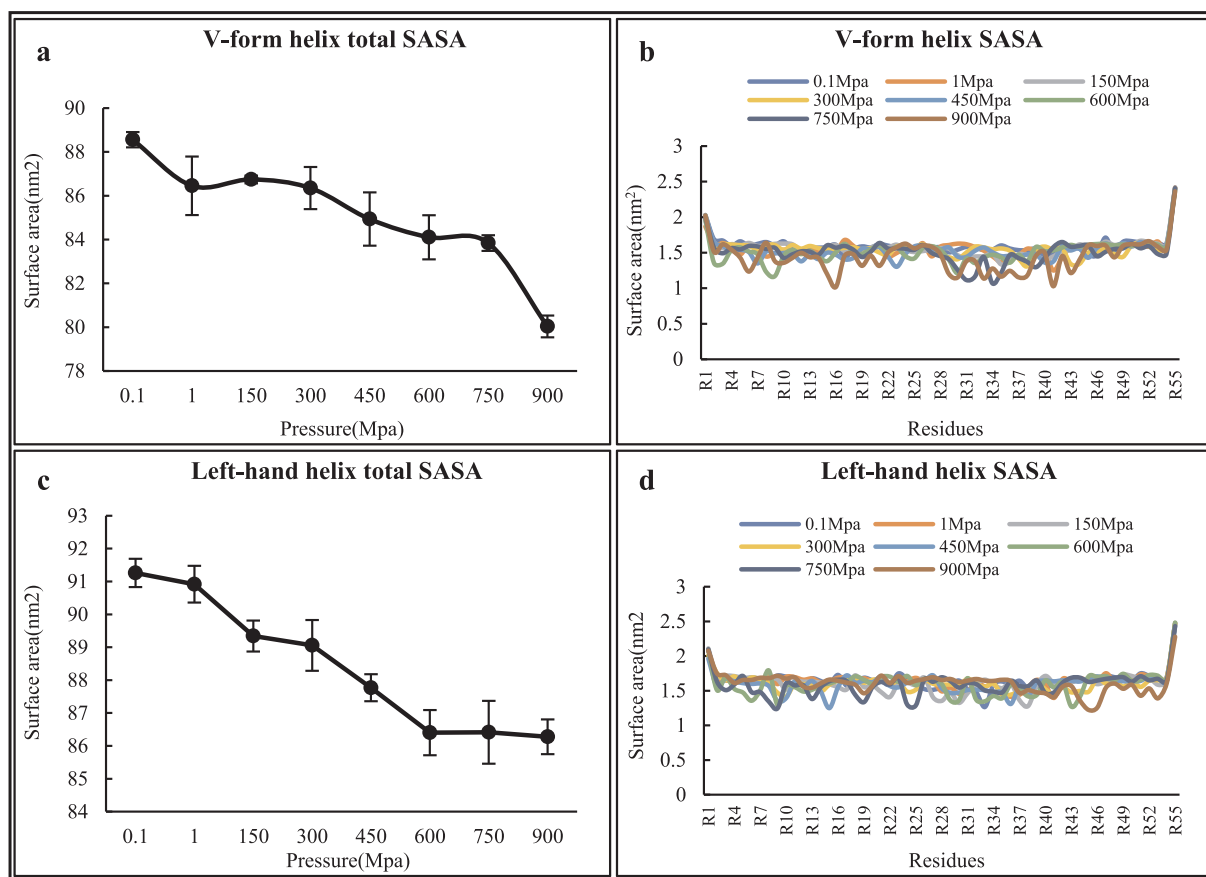 a
V-form helix total SASA
90
88
86
84
82
80
78
Surface area(nm2)
0.1 1 150 300 450 600 750 900
Pressure(Mpa)
b
V-form helix SASA
0.1Mpa 1Mpa 150Mpa
300Mpa 450Mpa 600Mpa
750Mpa 900Mpa
3
2.5
2
1.5
1
0.5
0
Surface area(nm²)
R1 R4 R7 R10 R13 R16 R19 R22 R25 R28 R31 R34 R37 R40 R43 R46 R49 R52 R55
Residues
c
Left-hand helix total SASA
93
92
91
90
89
88
87
86
85
84
Surface area(nm2)
0.1 1 150 300 450 600 750 900
Pressure(Mpa)
d
Left-hand helix SASA
0.1Mpa 1Mpa 150Mpa
300Mpa 450Mpa 600Mpa
750Mpa 900Mpa
3
2.5
2
1.5
1
0.5
0
Surface area(nm2
R1 R4 R7 R10 R13 R16 R19 R22 R25 R28 R31 R34 R37 R40 R43 R46 R49 R52 R55
Residues